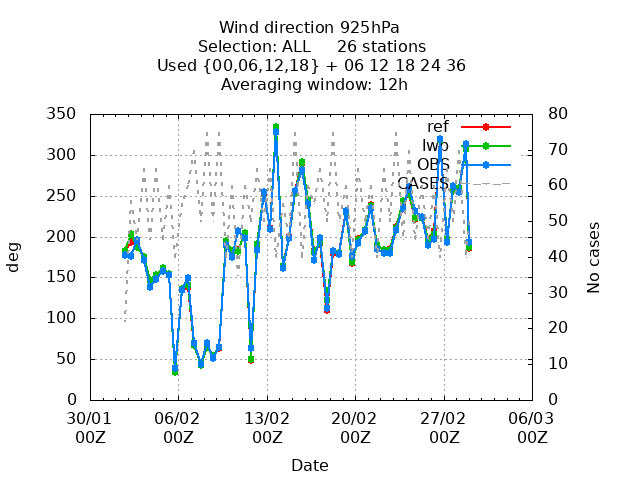 Wind direction 925hPa
Selection: ALL 26 stations
Used {00,06,12,18} + 06 12 18 24 36
Averaging window: 12h
350
300
250
200
150
100
50
0
deg
80
70
60
50
40
30
20
10
0
No cases
ref
lwp
OBS
CASES
30/01 06/02 13/02 20/02 27/02 06/03
00Z 00Z 00Z 00Z 00Z 00Z
Date